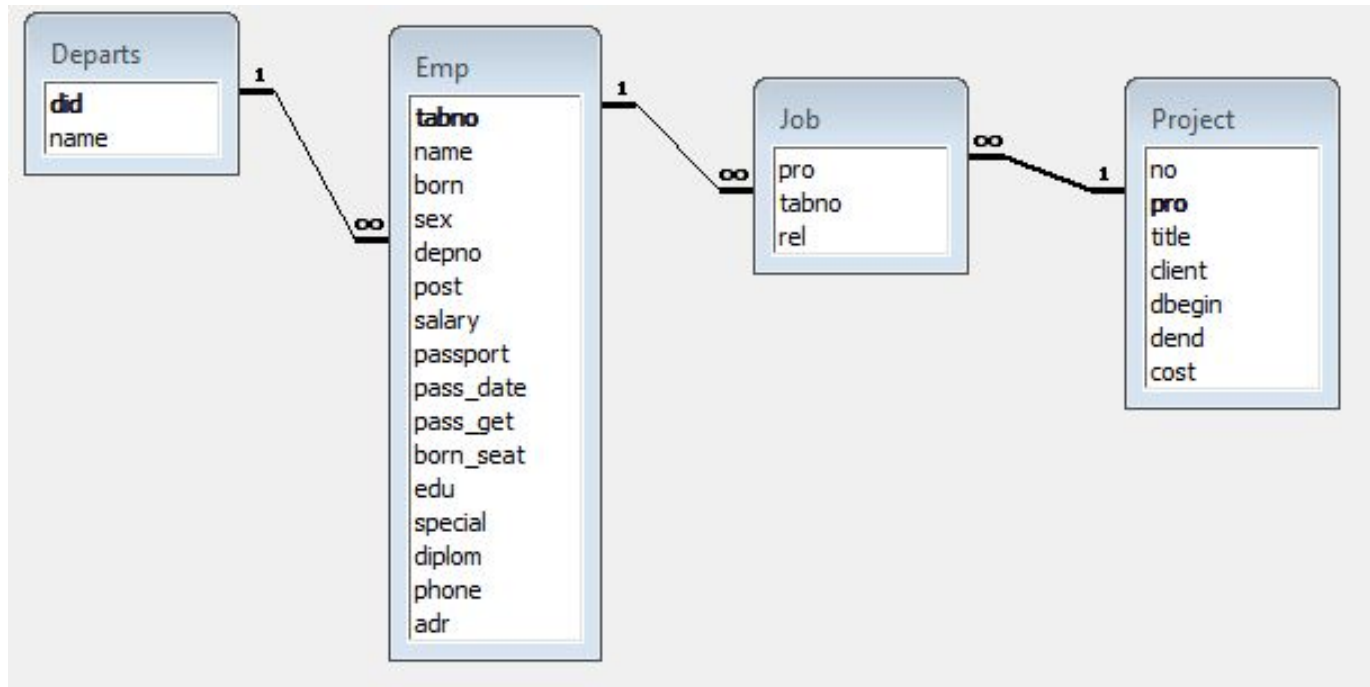 Departs
did
name
1
∞
Emp
tabno
name
born
sex
depno
post
salary
passport
pass_date
pass_get
born_seat
edu
special
diplom
phone
adr
1
∞
Job
pro
tabno
rel
∞
1
Project
no
pro
title
client
dbegin
dend
cost